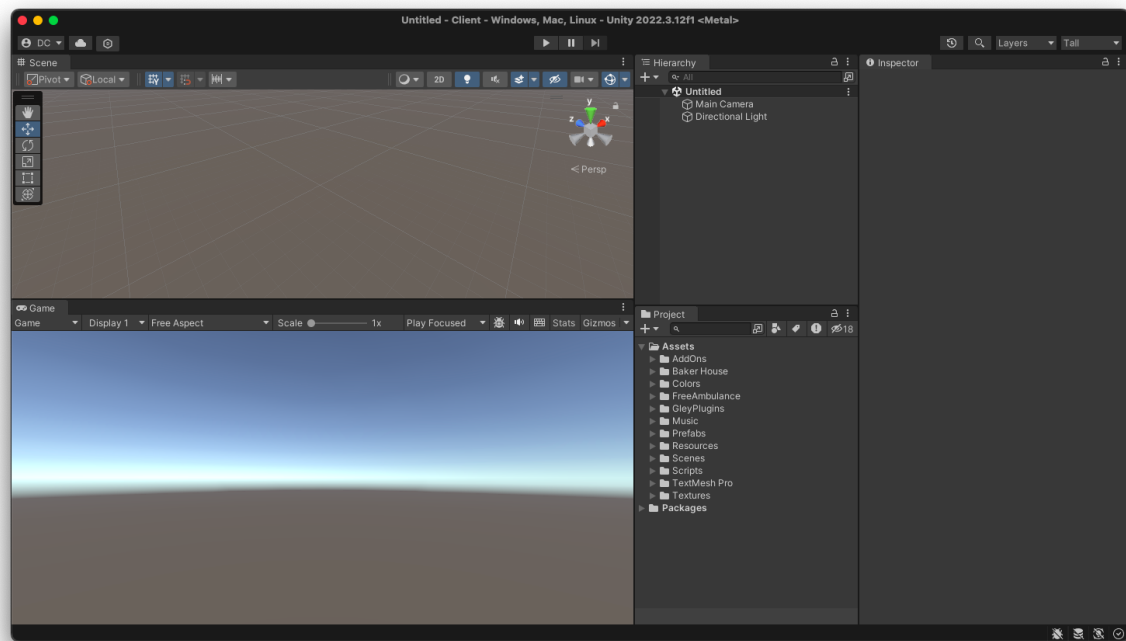 Untitled - Client - Windows, Mac, Linux - Unity 2022.3.12f1 <Metal>
DC
Layers
Tall
Scene
Pivot
Local
2D
y
z
x
Persp
Game
Game
Display 1
Free Aspect
Scale
1x
Play Focused
Stats
Gizmos
Hierarchy
All
Untitled
Main Camera
Directional Light
Project
18
Assets
AddOns
Baker House
Colors
FreeAmbulance
GleyPlugins
Music
Prefabs
Resources
Scenes
Scripts
TextMesh Pro
Textures
Packages
Inspector